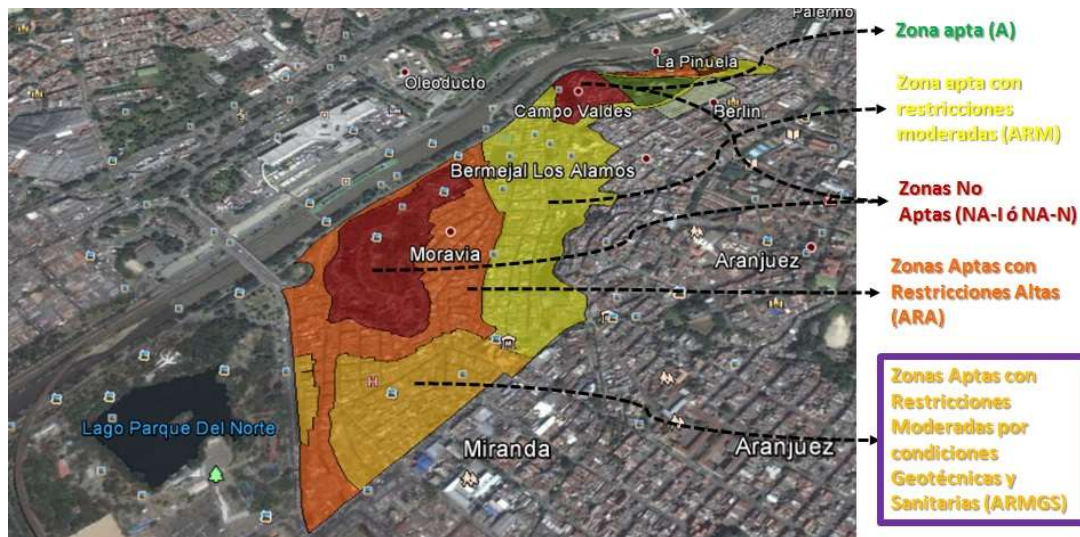 Palermo
La Piñuela
Oleoducto
Campo Valdes
Berlin
Bermejal Los Alamos
Moravia
Aranjuez
Lago Parque Del Norte
Miranda
Aranjuez
H
Zona apta (A)
Zona apta con
restricciones
moderadas (ARM)
Zonas No
Aptas (NA-I ó NA-N)
Zonas Aptas con
Restricciones Altas
(ARA)
Zonas Aptas con
Restricciones
Moderadas por
condiciones
Geotécnicas y
Sanitarias (ARMGS)